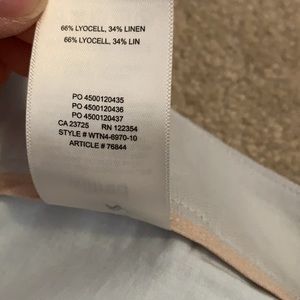 66% LYOCELL, 34% LINEN
66% LYOCELL, 34% LIN
PO 4500120435
PO 4500120436
PO 4500120437
CA 23725 RN 122354
STYLE # WTN4-6970-10
ARTICLE # 76844